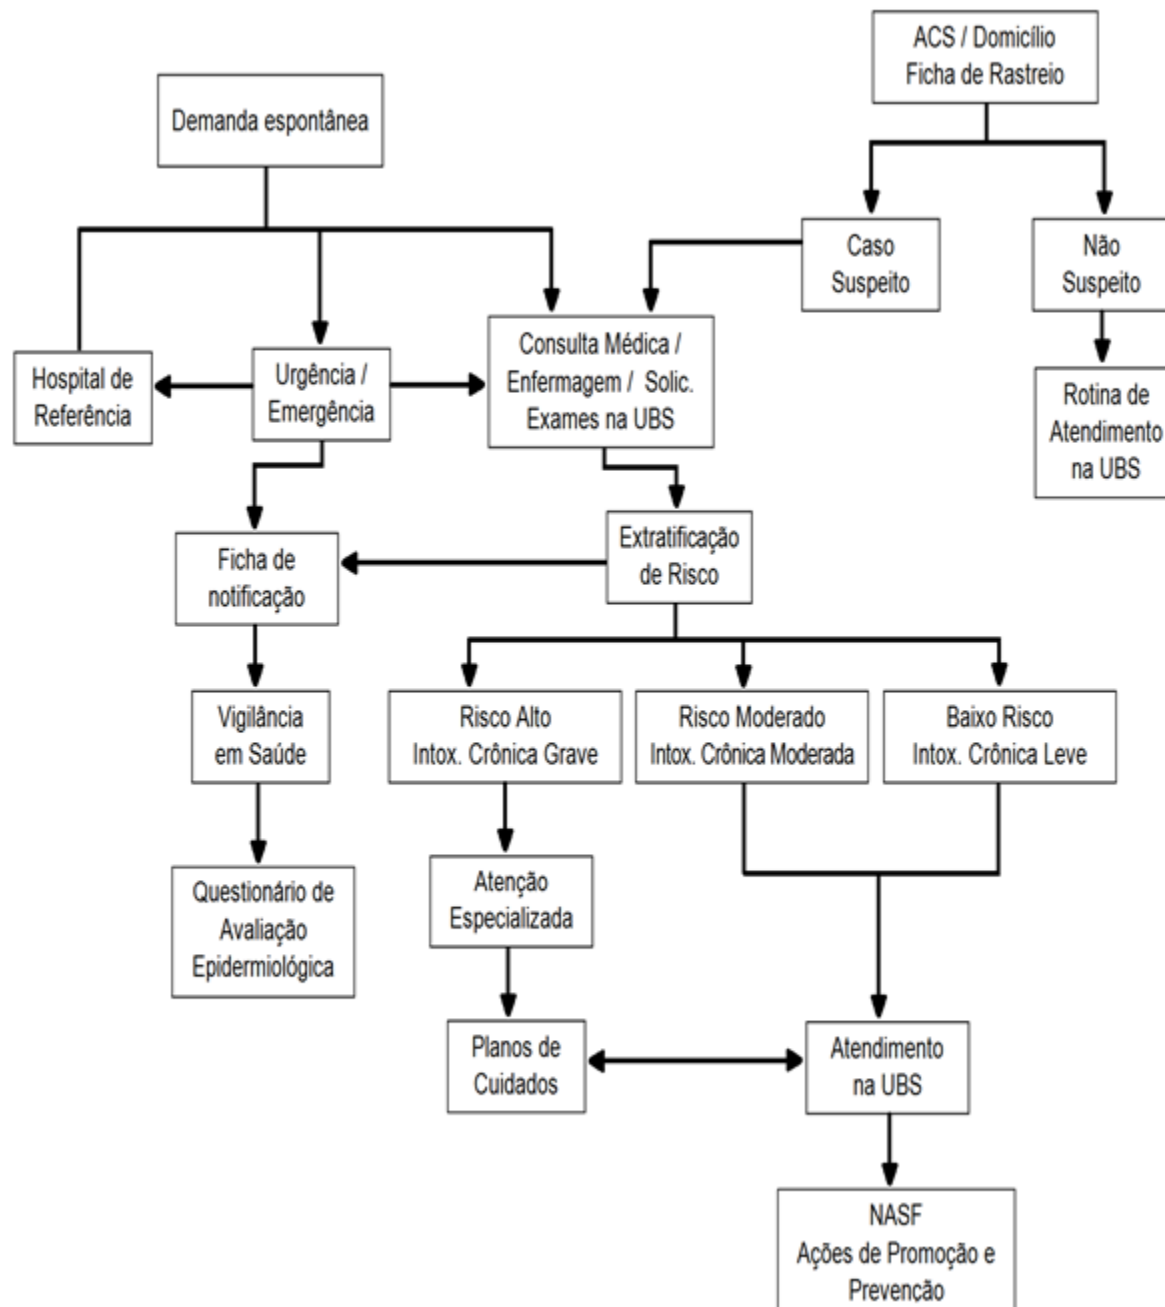 ACS / Domicílio
Ficha de Rastreio
Demanda espontânea
Caso
Suspeito
Não
Suspeito
Consulta Médica /
Enfermagem / Solic.
Exames na UBS
Hospital de
Referência
Urgência /
Emergência
Rotina de
Atendimento
na UBS
Extratificação
de Risco
Ficha de
notificação
Vigilância
em Saúde
Risco Alto
Intox. Crônica Grave
Risco Moderado
Intox. Crônica Moderada
Baixo Risco
Intox. Crônica Leve
Questionário de
Avaliação
Epidermiológica
Atenção
Especializada
Planos de
Cuidados
Atendimento
na UBS
NASF
Ações de Promoção e
Prevenção